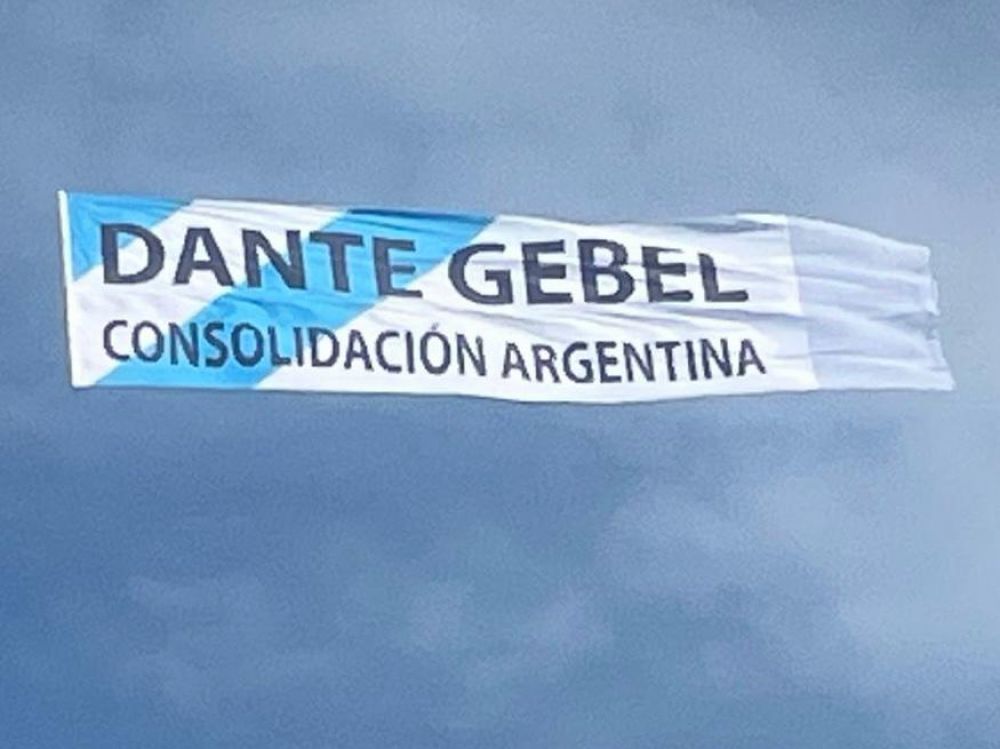 DANTE GEBEL
CONSOLIDACIÓN ARGENTINA